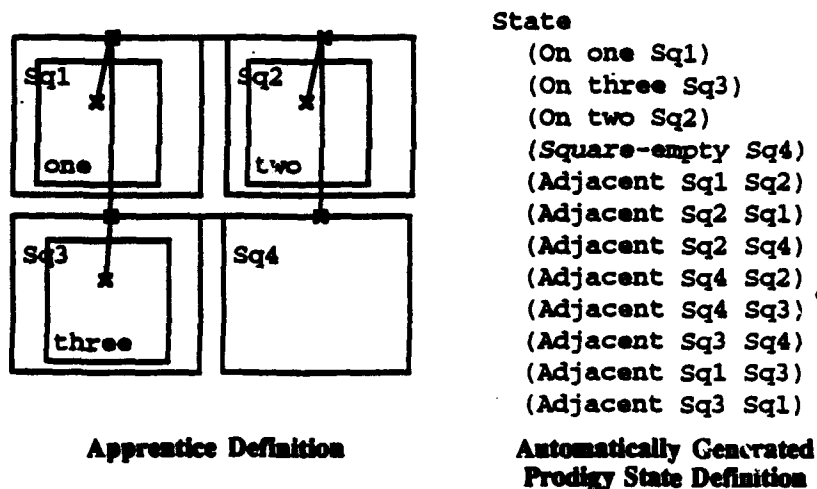 Sq1
one
Sq2
two
Sq3
three
Sq4
Apprentice Definition
State
(On one Sq1)
(On three Sq3)
(On two Sq2)
(Square-empty Sq4)
(Adjacent Sq1 Sq2)
(Adjacent Sq2 Sq1)
(Adjacent Sq2 Sq4)
(Adjacent Sq4 Sq2)
(Adjacent Sq4 Sq3)
(Adjacent Sq3 Sq4)
(Adjacent Sq1 Sq3)
(Adjacent Sq3 Sq1)
Automatically Generated
Prodigy State Definition